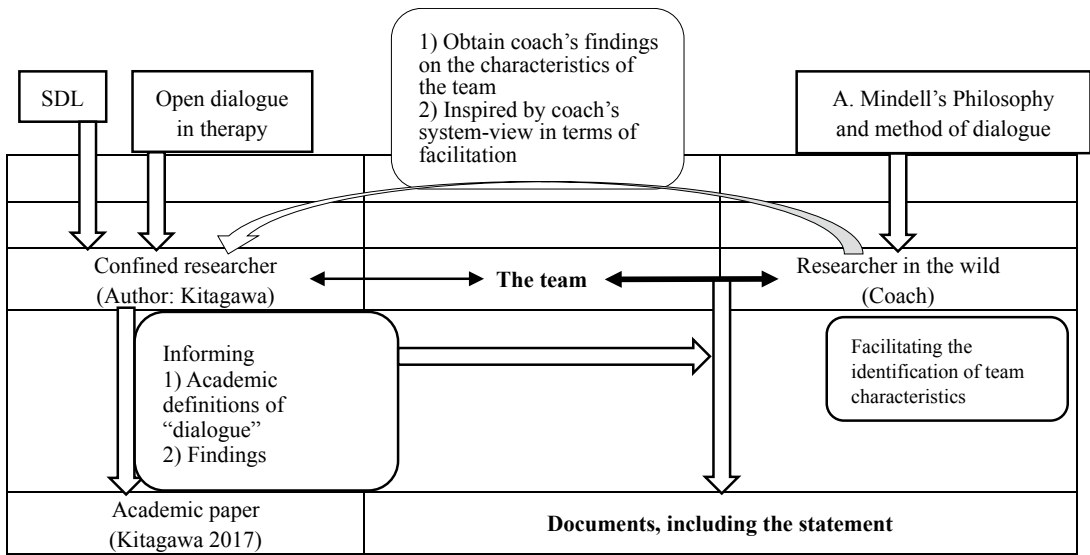 1) Obtain coach’s findings
on the characteristics of
the team
2) Inspired by coach’s
system-view in terms of
facilitation
SDL
Open dialogue
in therapy
A. Mindell’s Philosophy
and method of dialogue
Confined researcher
(Author: Kitagawa)
The team
Researcher in the wild
(Coach)
Informing
1) Academic
definitions of
“dialogue”
2) Findings
Facilitating the
identification of team
characteristics
Academic paper
(Kitagawa 2017)
Documents, including the statement